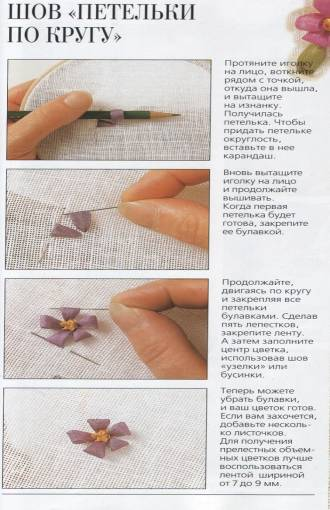 ШОВ «ПЕТЕЛЬКИ
ПО КРУГУ»
Протяните иголку
на лицо, воткните
рядом с точкой,
откуда она вышла,
и вытащите
на изнанку.
Получилась
петелька. Чтобы
придать петельке
округлость,
вставьте в нее
карандаш.
Вновь вытащите
иголку на лицо
и продолжайте
вышивать.
Когда первая
петелька будет
готова, закрепите
ее булавкой.
Продолжайте,
двигаясь по кругу
и закрепляя все
петельки
булавками. Сделав
пять лепестков,
закрепите ленту.
А затем заполните
центр цветка,
использовав шов
«узелки» или
бусинки.
Теперь можете
убрать булавки,
и ваш цветок готов.
Если вам захочется,
добавьте несколь-
ко листочков.
Для получения
прелестных объем-
ных цветков лучше
воспользоваться
лентой шириной
от 7 до 9 мм.